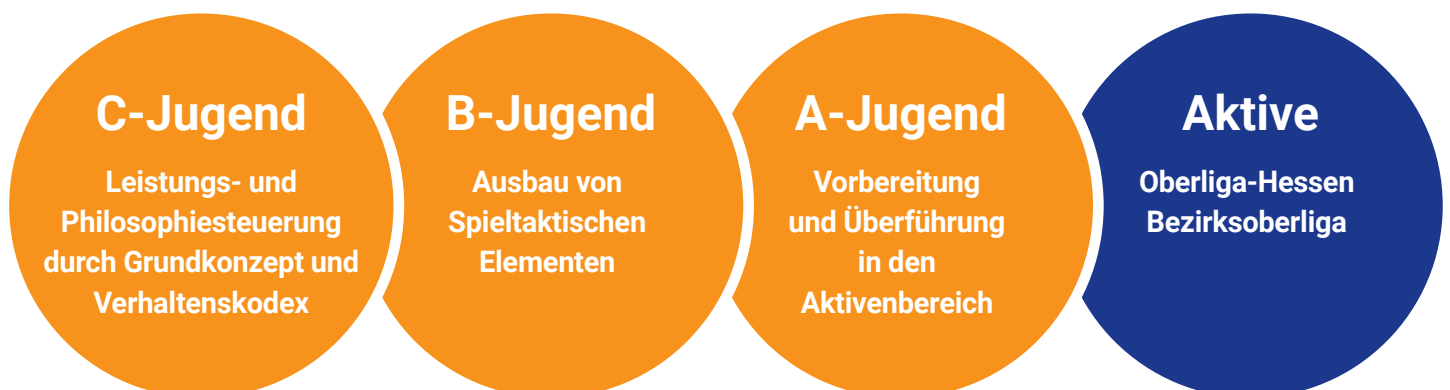 C-Jugend
Leistungs- und
Philosophiesteuerung
durch Grundkonzept und
Verhaltenskodex
B-Jugend
Ausbau von
Spieltaktischen
Elementen
A-Jugend
Vorbereitung
und Überführung
in den
Aktivenbereich
Aktive
Oberliga-Hessen
Bezirksoberliga